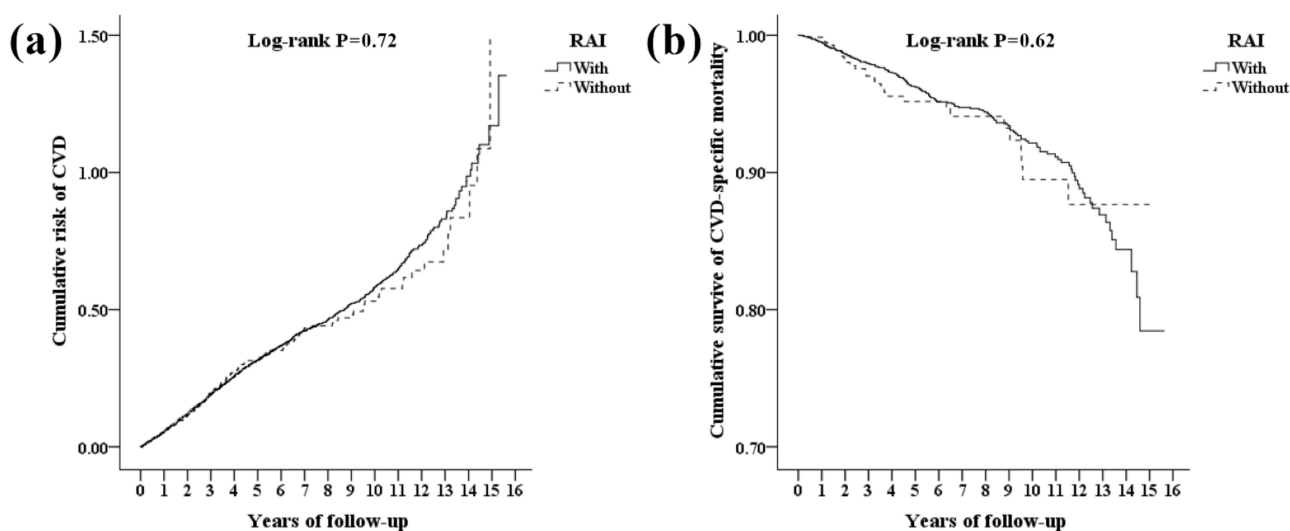 (a)
Log-rank P=0.72
RAI
With
Without
Cumulative risk of CVD
1.50
1.00
0.50
0.00
0 1 2 3 4 5 6 7 8 9 10 11 12 13 14 15 16
Years of follow-up
(b)
Log-rank P=0.62
RAI
With
Without
Cumulative survive of CVD-specific mortality
1.00
0.90
0.80
0.70
0 1 2 3 4 5 6 7 8 9 10 11 12 13 14 15 16
Years of follow-up